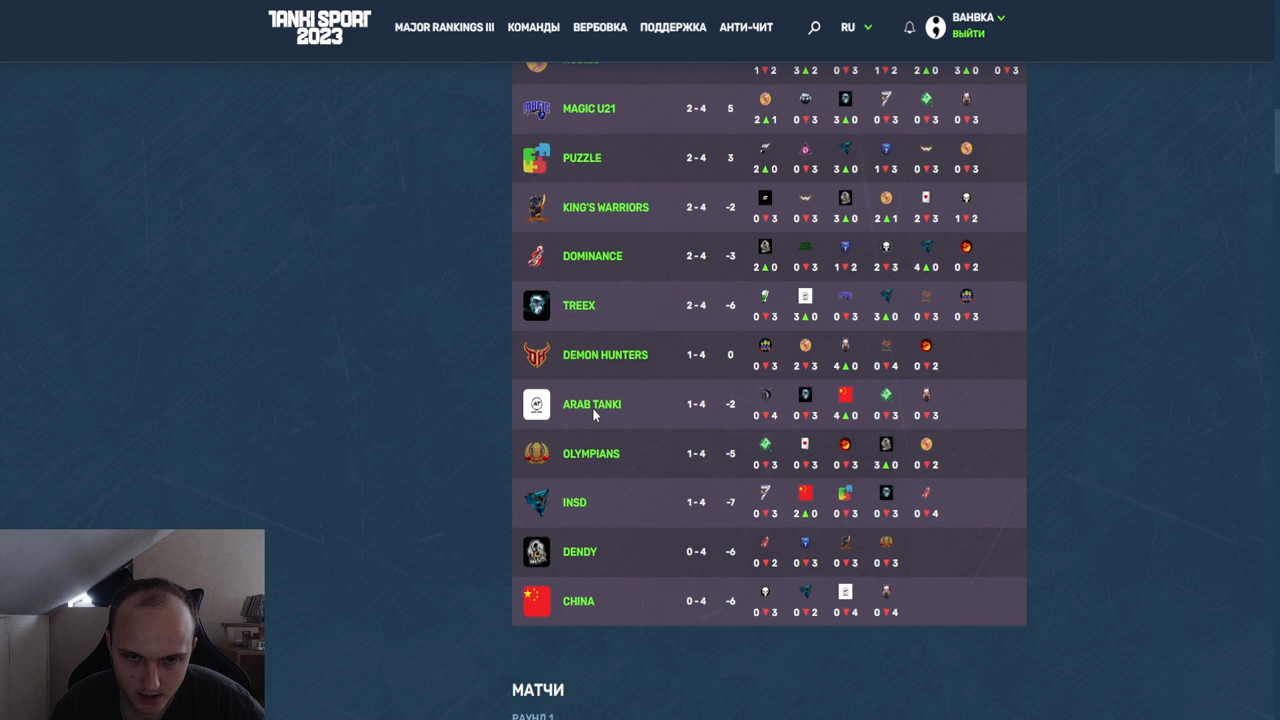 TANKI SPORT
2023
MAJOR RANKINGS III КОМАНДЫ ВЕРБОВКА ПОДДЕРЖКА АНТИ-ЧИТ RU ВАНВКА
ВЫЙТИ
1 2 3 2 0 3 1 2 2 0 3 0 0 3
MAGIC U21 2 - 4 5
2 1 0 3 3 0 0 3 0 3 0 3
PUZZLE 2 - 4 3
2 0 0 3 3 0 1 3 0 3 0 3
KING'S WARRIORS 2 - 4 -2
0 3 0 3 3 0 2 1 2 3 1 2
DOMINANCE 2 - 4 -3
2 0 0 3 1 2 2 3 4 0 0 2
TREEX 2 - 4 -6
0 3 3 0 0 3 3 0 0 3 0 3
DEMON HUNTERS 1 - 4 0
0 3 2 3 4 0 0 4 0 2
ARAB TANKI 1 - 4 -2
0 4 0 3 4 0 0 3 0 3
OLYMPIANS 1 - 4 -5
0 3 0 3 0 3 3 0 0 2
INSD 1 - 4 -7
0 3 2 0 0 3 0 3 0 4
DENDY 0 - 4 -6
0 2 0 3 0 3 0 3
CHINA 0 - 4 -6
0 3 0 2 0 4 0 4
МАТЧИ
РАУНД 1